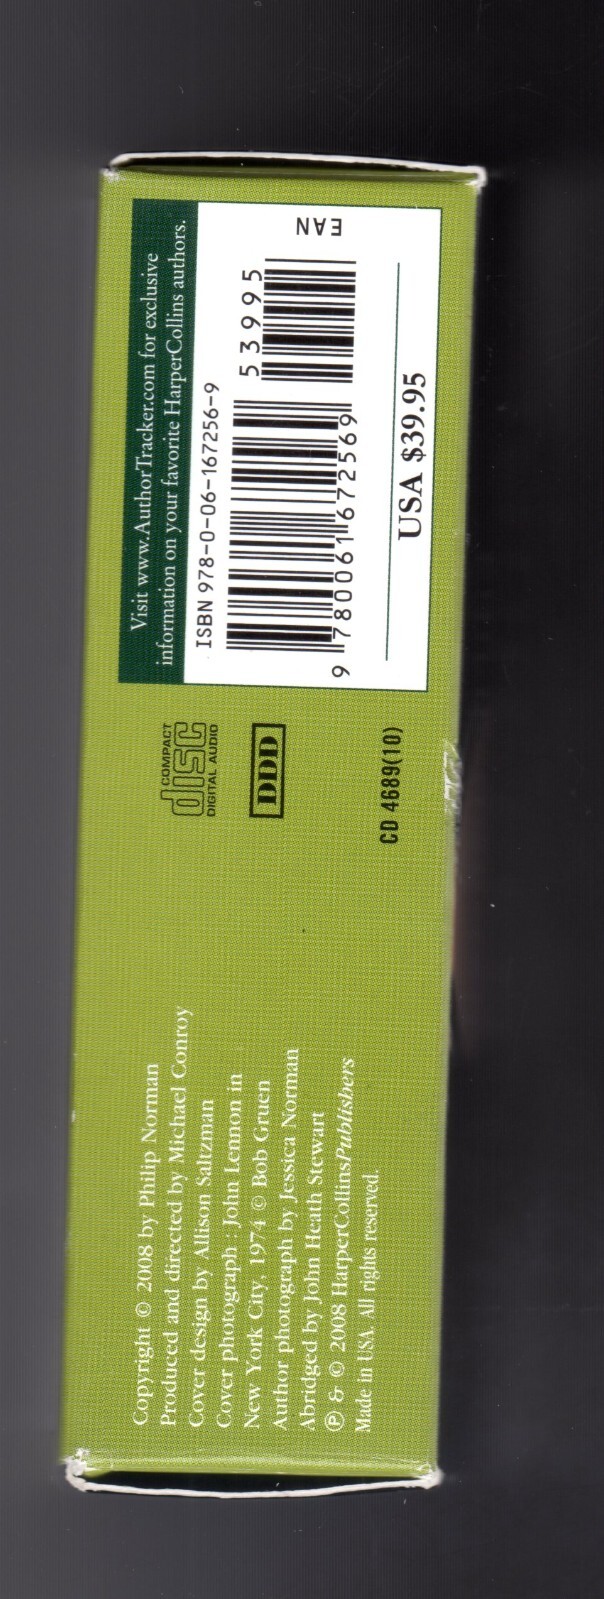 Visit www.AuthorTracker.com for exclusive
information on your favorite HarperCollins authors.
ISBN 978-0-06-167256-9
53995
EAN
9 780061 672569
USA $39.95
COMPACT
disc
DIGITAL AUDIO
DDD
CD 4689(10)
Copyright © 2008 by Philip Norman
Produced and directed by Michael Conroy
Cover design by Allison Saltzman
Cover photograph : John Lennon in
New York City, 1974 © Bob Gruen
Author photograph by Jessica Norman
Abridged by John Heath Stewart
℗ & © 2008 HarperCollinsPublishers
Made in USA. All rights reserved.